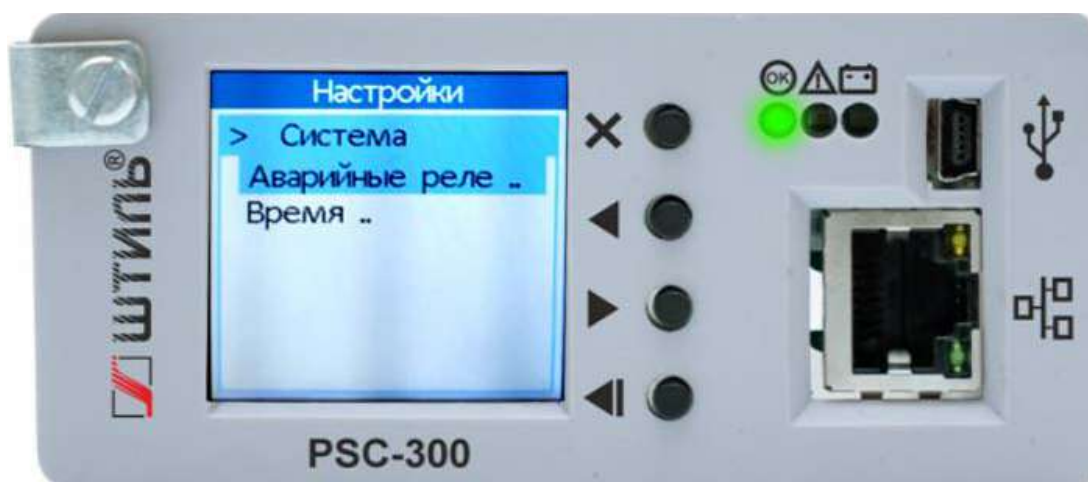 Настройки
> Система
Аварийные реле ..
Время ..
ШТИЛЬ®
PSC-300
OK